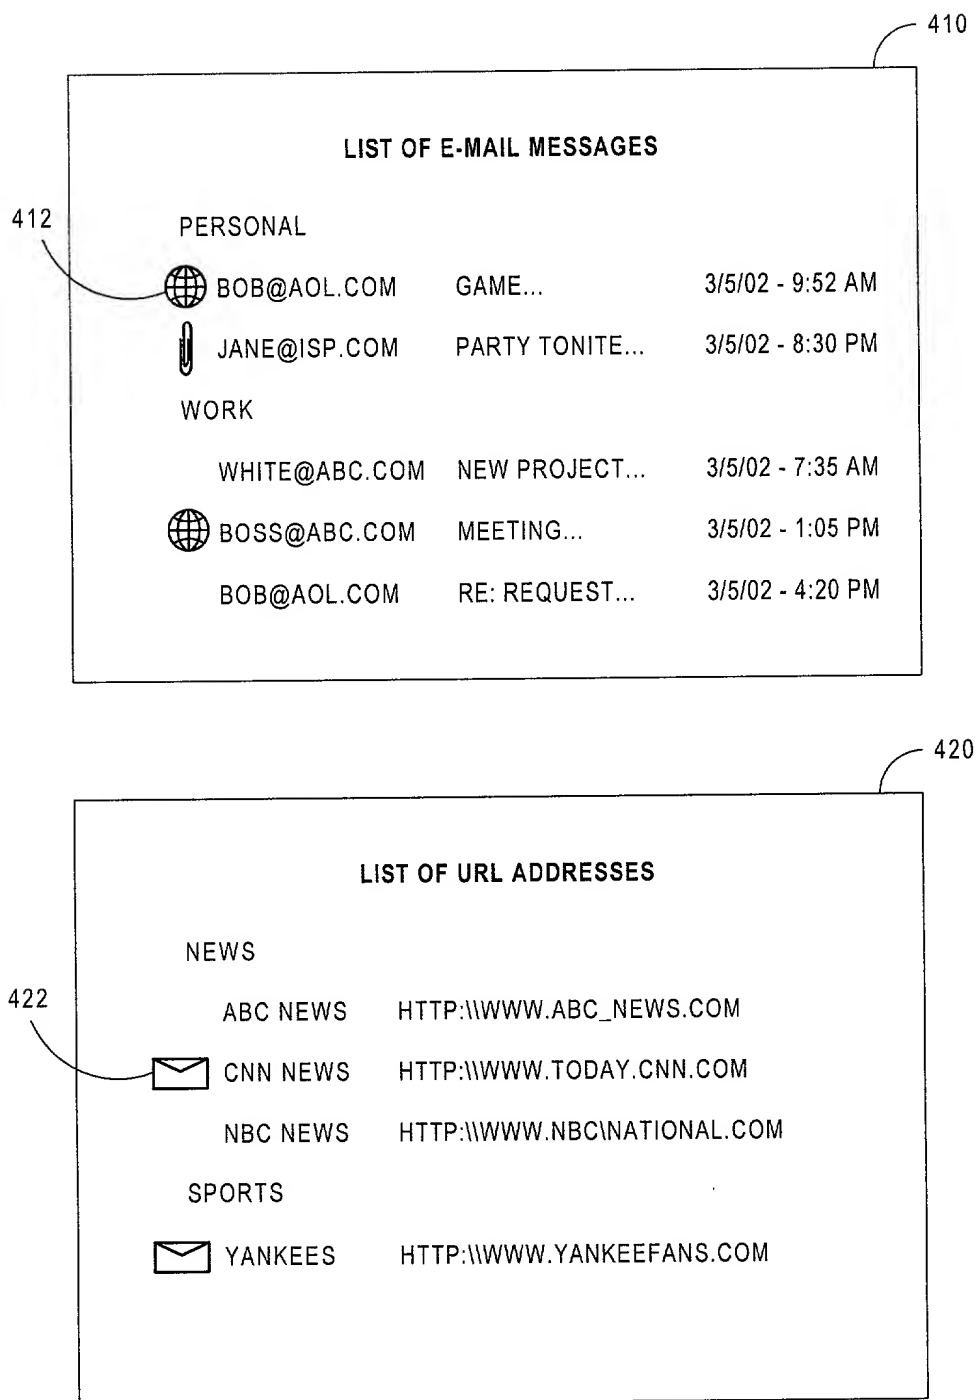 410
LIST OF E-MAIL MESSAGES
412
PERSONAL
BOB@AOL.COM GAME... 3/5/02 - 9:52 AM
JANE@ISP.COM PARTY TONITE... 3/5/02 - 8:30 PM
WORK
WHITE@ABC.COM NEW PROJECT... 3/5/02 - 7:35 AM
BOSS@ABC.COM MEETING... 3/5/02 - 1:05 PM
BOB@AOL.COM RE: REQUEST... 3/5/02 - 4:20 PM
420
LIST OF URL ADDRESSES
NEWS
422
ABC NEWS HTTP:\\WWW.ABC_NEWS.COM
CNN NEWS HTTP:\\WWW.TODAY.CNN.COM
NBC NEWS HTTP:\\WWW.NBC\NATIONAL.COM
SPORTS
YANKEES HTTP:\\WWW.YANKEEFANS.COM